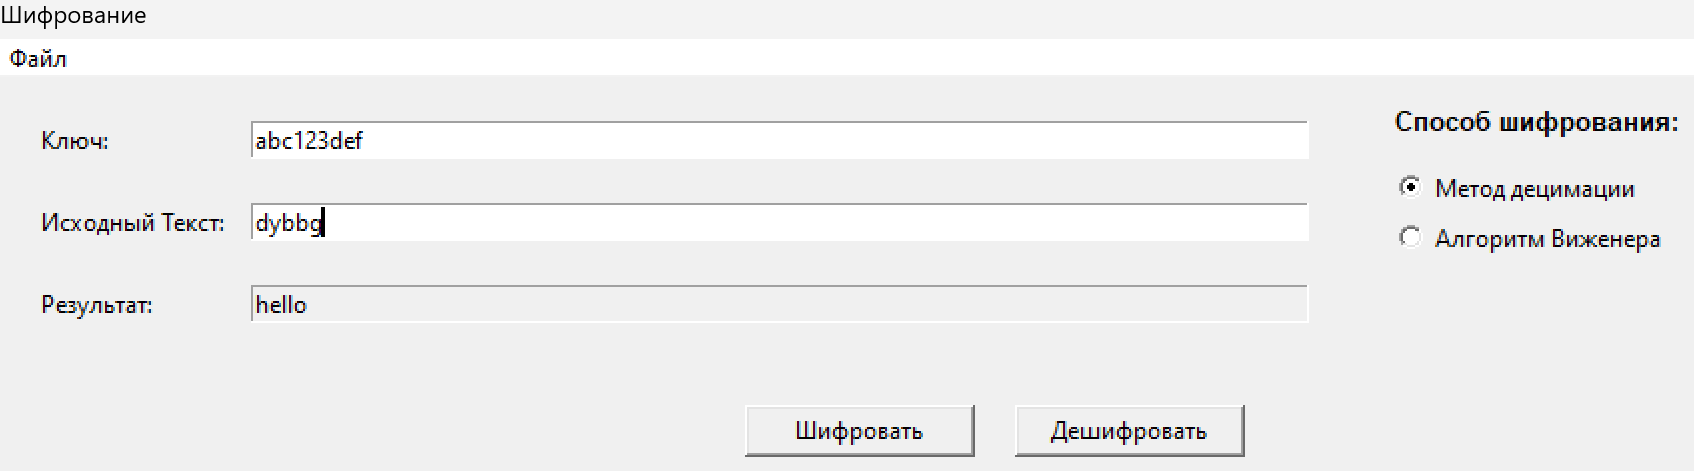 Шифрование
Файл
Ключ: abc123def
Исходный Текст: dybbg
Результат: hello
Способ шифрования:
Метод децимации
Алгоритм Виженера
Шифровать Дешифровать